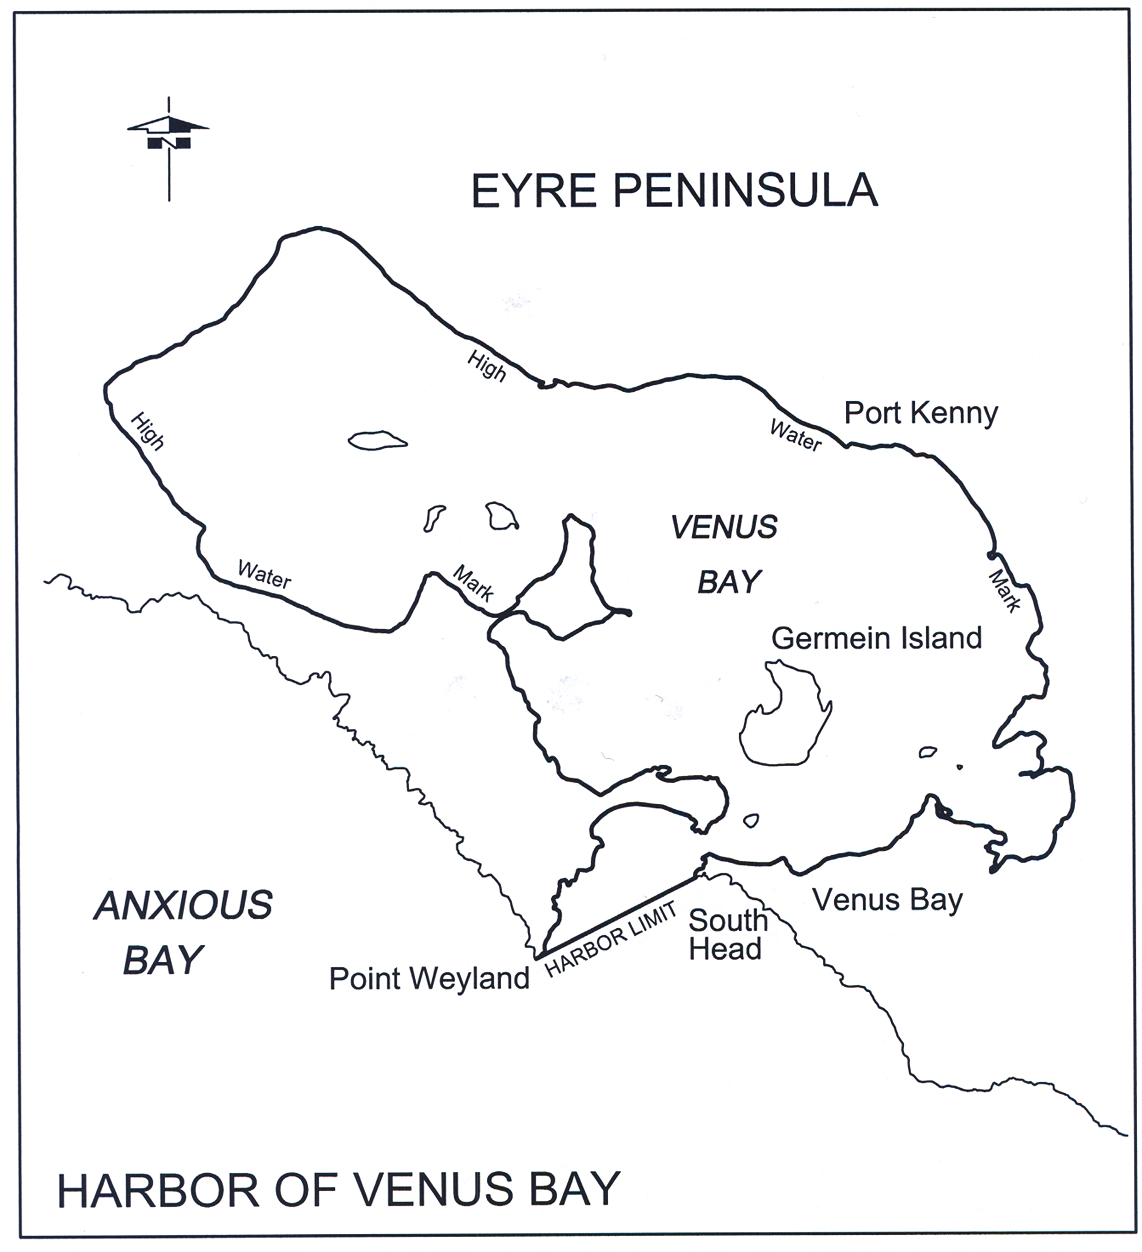 N
EYRE PENINSULA
High
Port Kenny
High
Water
VENUS
BAY
Water
Mark
Mark
Germein Island
ANXIOUS
BAY
Venus Bay
South
Head
HARBOR LIMIT
Point Weyland
HARBOR OF VENUS BAY